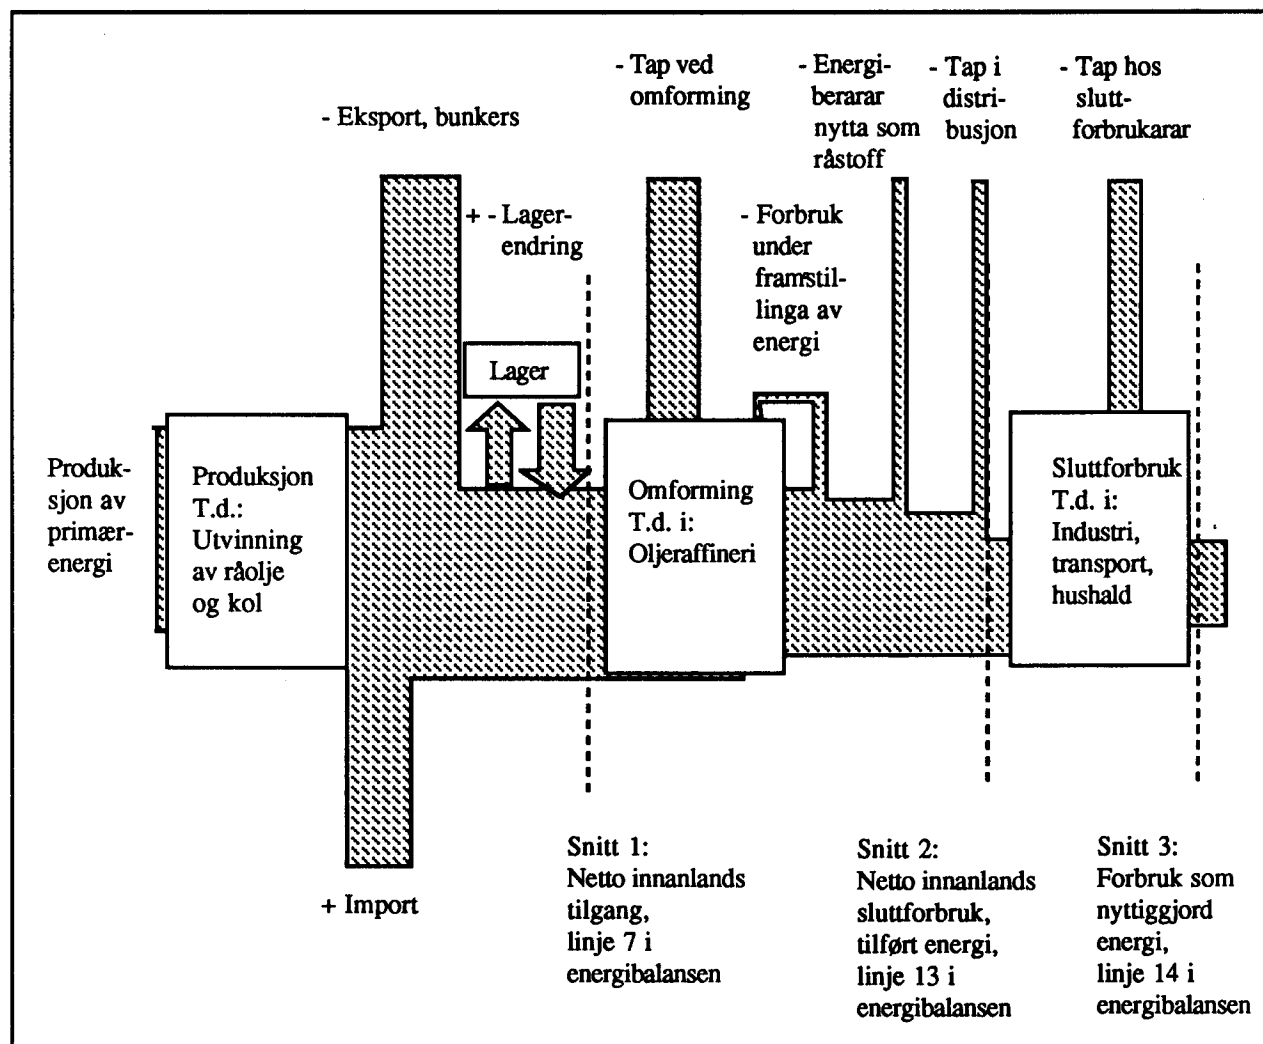 - Tap ved
omforming
- Energi-
berarar
nytta som
råstoff
- Tap i
distri-
busjon
- Tap hos
slutt-
forbrukarar
- Eksport, bunkers
+ - Lager-
endring
- Forbruk
under
framstil-
linga av
energi
Lager
Produk-
sjon av
primær-
energi
Produksjon
T.d.:
Utvinning
av råolje
og kol
Omforming
T.d. i:
Oljeraffineri
Sluttforbruk
T.d. i:
Industri,
transport,
hushald
+ Import
Snitt 1:
Netto innanlands
tilgang,
linje 7 i
energibalansen
Snitt 2:
Netto innanlands
sluttforbruk,
tilført energi,
linje 13 i
energibalansen
Snitt 3:
Forbruk som
nyttiggjord
energi,
linje 14 i
energibalansen